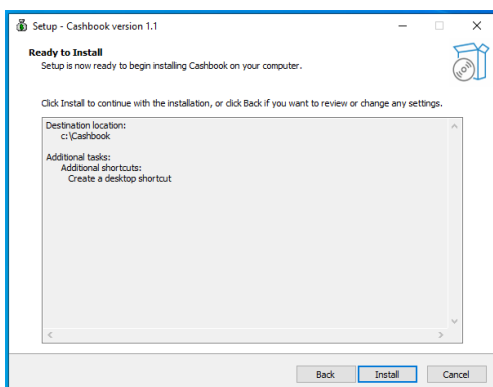 Setup - Cashbook version 1.1
Ready to Install
Setup is now ready to begin installing Cashbook on your computer.
Click Install to continue with the installation, or click Back if you want to review or change any settings.
Destination location:
c:\Cashbook
Additional tasks:
Additional shortcuts:
Create a desktop shortcut
Back Install Cancel